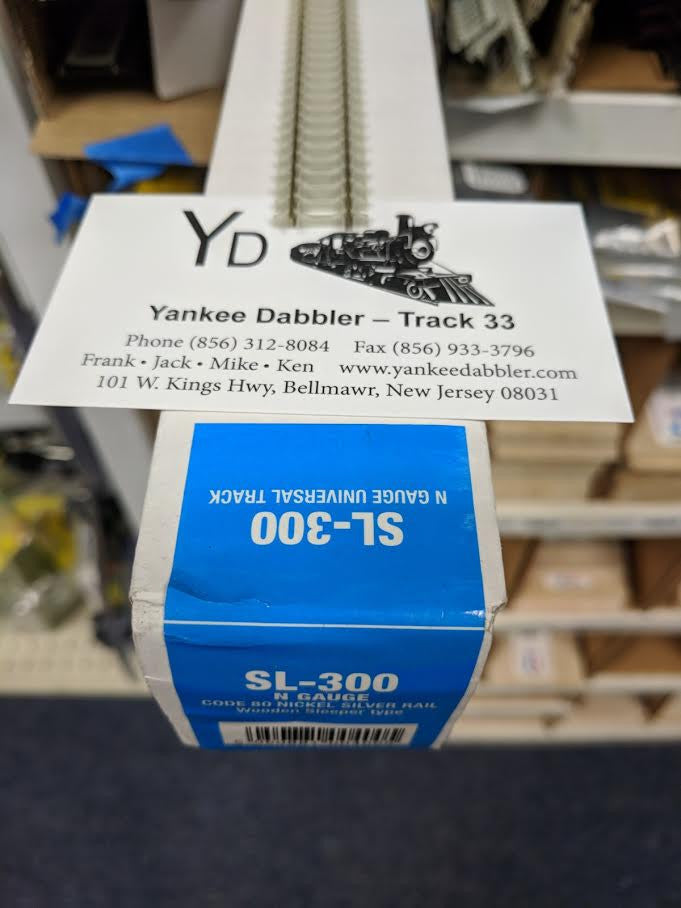 YD
Yankee Dabbler – Track 33
Phone (856) 312-8084 Fax (856) 933-3796
Frank • Jack • Mike • Ken www.yankeedabbler.com
101 W. Kings Hwy, Bellmawr, New Jersey 08031
SL-300
N GAUGE UNIVERSAL TRACK
SL-300
N GAUGE
CODE 80 NICKEL SILVER RAIL
Wooden Sleeper type